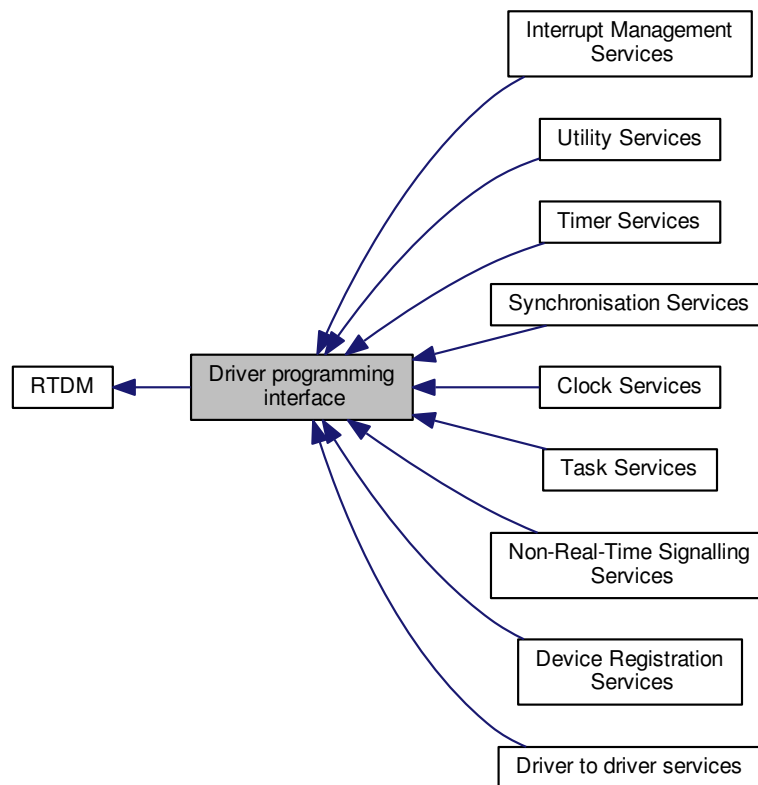 Interrupt Management
Services
Utility Services
Timer Services
Synchronisation Services
RTDM
Driver programming
interface
Clock Services
Task Services
Non-Real-Time Signalling
Services
Device Registration
Services
Driver to driver services